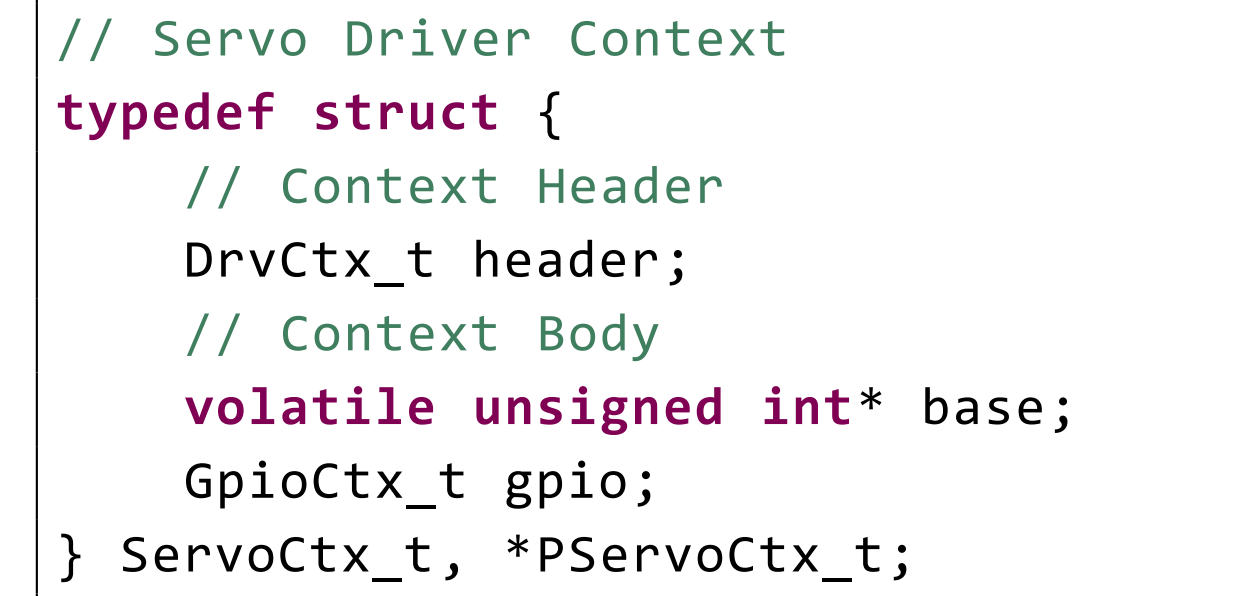 // Servo Driver Context
typedef struct {
    // Context Header
    DrvCtx_t header;
    // Context Body
    volatile unsigned int* base;
    GpioCtx_t gpio;
} ServoCtx_t, *PServoCtx_t;